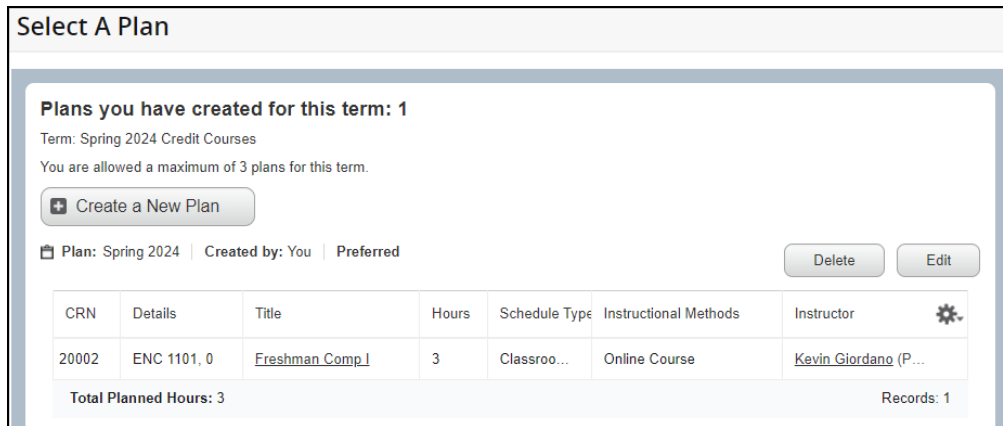 Select A Plan
Plans you have created for this term: 1
Term: Spring 2024 Credit Courses
You are allowed a maximum of 3 plans for this term.
Create a New Plan
Plan: Spring 2024 Created by: You Preferred Delete Edit
CRN Details Title Hours Schedule Type Instructional Methods Instructor
20002 ENC 1101, 0 Freshman Comp I 3 Classroo... Online Course Kevin Giordano (P...
Total Planned Hours: 3 Records: 1